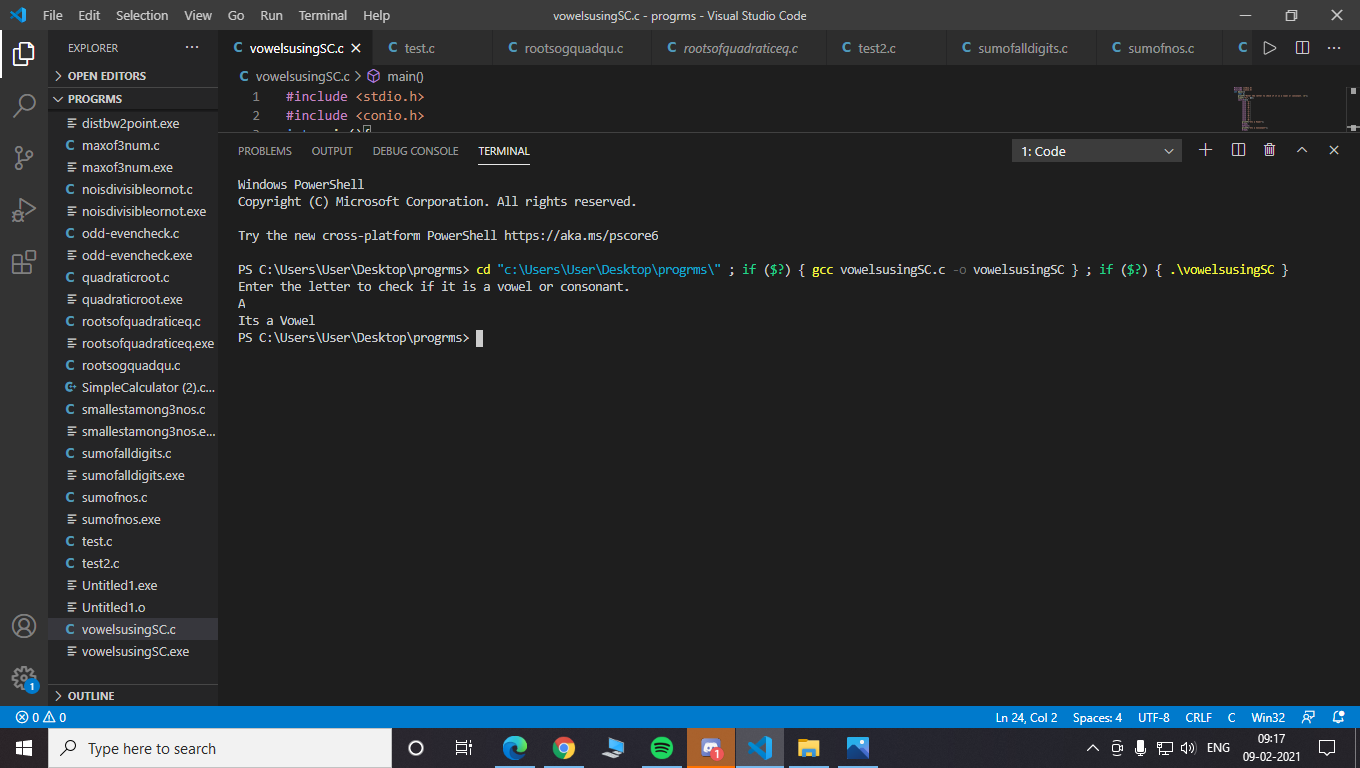 File Edit Selection View Go Run Terminal Help vowelsusingSC.c - progrms - Visual Studio Code
EXPLORER ···
vowelsusingSC.c test.c rootsogquadqu.c rootsofquadraticeq.c test2.c sumofalldigits.c sumofnos.c
OPEN EDITORS
PROGRMS
distbw2point.exe
maxof3num.c
maxof3num.exe
noisdivisibleornot.c
noisdivisibleornot.exe
odd-evencheck.c
odd-evencheck.exe
quadraticroot.c
quadraticroot.exe
rootsofquadraticeq.c
rootsofquadraticeq.exe
rootsogquadqu.c
SimpleCalculator (2).c...
smallestamong3nos.c
smallestamong3nos.e...
sumofalldigits.c
sumofalldigits.exe
sumofnos.c
sumofnos.exe
test.c
test2.c
Untitled1.exe
Untitled1.o
vowelsusingSC.c
vowelsusingSC.exe
OUTLINE
vowelsusingSC.c > main()
1 #include <stdio.h>
2 #include <conio.h>
PROBLEMS OUTPUT DEBUG CONSOLE TERMINAL 1: Code
Windows PowerShell
Copyright (C) Microsoft Corporation. All rights reserved.
Try the new cross-platform PowerShell https://aka.ms/pscore6
PS C:\Users\User\Desktop\progrms> cd "c:\Users\User\Desktop\progrms\" ; if ($?) { gcc vowelsusingSC.c -o vowelsusingSC } ; if ($?) { .\vowelsusingSC }
Enter the letter to check if it is a vowel or consonant.
A
Its a Vowel
PS C:\Users\User\Desktop\progrms>
1
0 0 Ln 24, Col 2 Spaces: 4 UTF-8 CRLF C Win32
Type here to search 1 ENG 09:17
09-02-2021